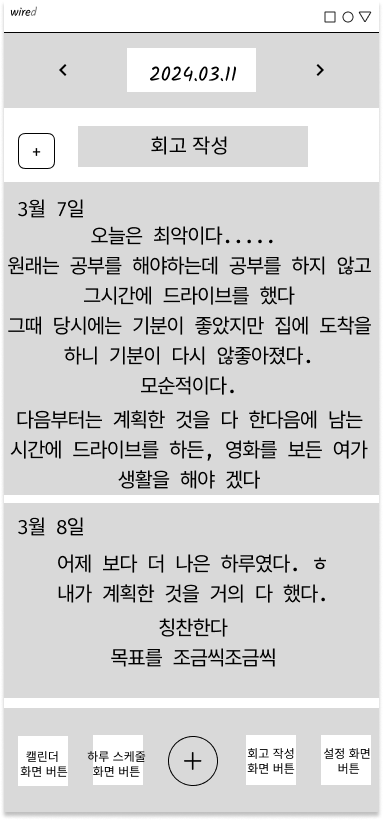 wired
2024.03.11
+
회고 작성
3월 7일
오늘은 최악이다.....
원래는 공부를 해야하는데 공부를 하지 않고
그시간에 드라이브를 했다
그때 당시에는 기분이 좋았지만 집에 도착을
하니 기분이 다시 않좋아졌다.
모순적이다.
다음부터는 계획한 것을 다 한다음에 남는
시간에 드라이브를 하든, 영화를 보든 여가
생활을 해야 겠다
3월 8일
어제 보다 더 나은 하루였다. ㅎ
내가 계획한 것을 거의 다 했다.
칭찬한다
목표를 조금씩조금씩
캘린더
화면 버튼
하루 스케줄
화면 버튼
회고 작성
화면 버튼
설정 화면
버튼